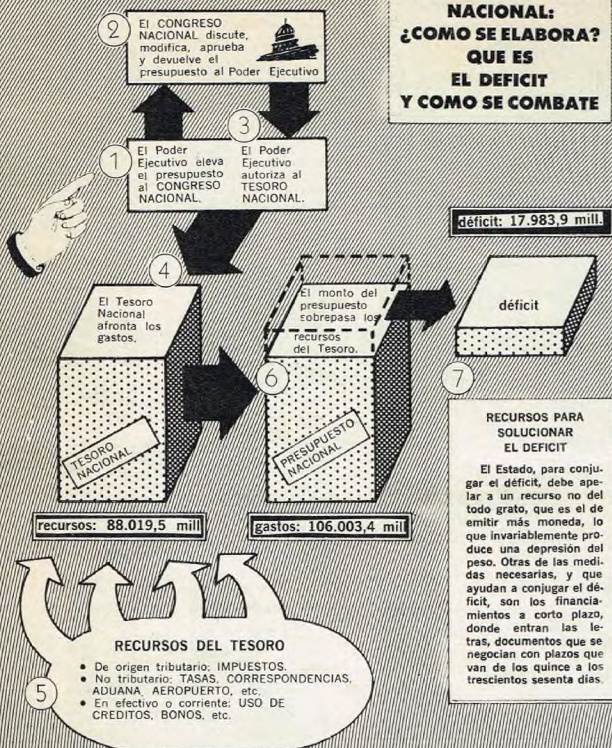 NACIONAL:
¿COMO SE ELABORA?
QUE ES
EL DEFICIT
Y COMO SE COMBATE
2
El CONGRESO
NACIONAL discute,
modifica, aprueba
y devuelve el
presupuesto al Poder Ejecutivo
1
El Poder
Ejecutivo eleva
el presupuesto
al CONGRESO
NACIONAL.
3
El Poder
Ejecutivo
autoriza al
TESORO
NACIONAL.
4
El Tesoro
Nacional
afronta los
gastos.
TESORO
NACIONAL
recursos: 88.019,5 mill
5
RECURSOS DEL TESORO
• De origen tributario: IMPUESTOS.
• No tributario: TASAS, CORRESPONDENCIAS,
ADUANA, AEROPUERTO, etc.
• En efectivo o corriente: USO DE
CREDITOS, BONOS, etc.
6
El monto del
presupuesto
sobrepasa los
recursos
del Tesoro.
PRESUPUESTO
NACIONAL
gastos: 106.003,4 mill
déficit: 17.983,9 mill.
déficit
7
RECURSOS PARA
SOLUCIONAR
EL DEFICIT
El Estado, para conju-
gar el déficit, debe ape-
lar a un recurso no del
todo grato, que es el de
emitir más moneda, lo
que invariablemente pro-
duce una depresión del
peso. Otras de las medi-
das necesarias, y que
ayudan a conjugar el dé-
ficit, son los financia-
mientos a corto plazo,
donde entran las le-
tras, documentos que se
negocian con plazos que
van de los quince a los
trescientos sesenta días.